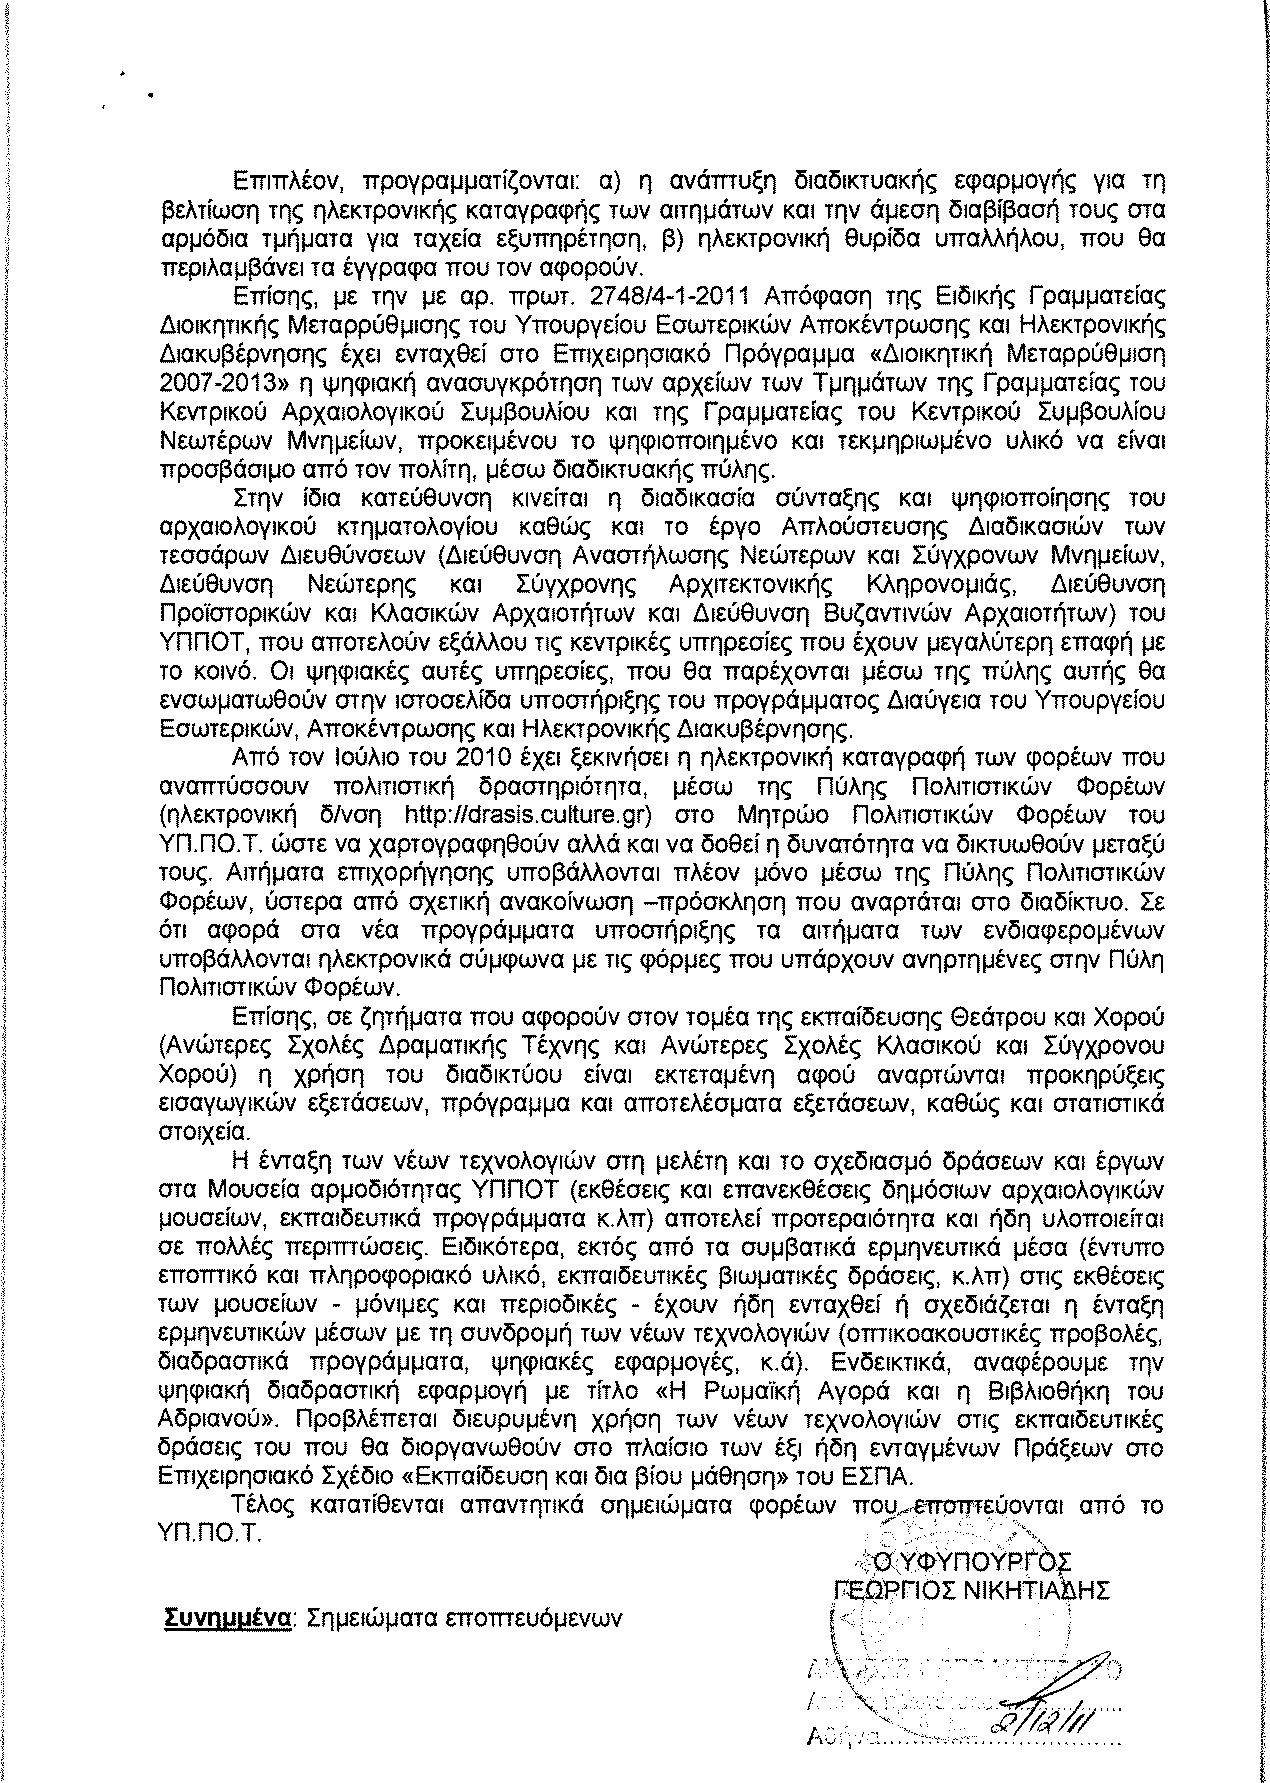 Επιπλέον, προγραμματίζονται: α) η ανάπτυξη διαδικτυακής εφαρμογής για τη
βελτίωση της ηλεκτρονικής καταγραφής των αιτημάτων και την άμεση διαβίβασή τους στα
αρμόδια τμήματα για ταχεία εξυπηρέτηση, β) ηλεκτρονική θυρίδα υπαλλήλου, που θα
περιλαμβάνει τα έγγραφα που τον αφορούν.
Επίσης, με την με αρ. πρωτ. 2748/4-1-2011 Απόφαση της Ειδικής Γραμματείας
Διοικητικής Μεταρρύθμισης του Υπουργείου Εσωτερικών Αποκέντρωσης και Ηλεκτρονικής
Διακυβέρνησης έχει ενταχθεί στο Επιχειρησιακό Πρόγραμμα «Διοικητική Μεταρρύθμιση
2007-2013» η ψηφιακή ανασυγκρότηση των αρχείων των Τμημάτων της Γραμματείας του
Κεντρικού Αρχαιολογικού Συμβουλίου και της Γραμματείας του Κεντρικού Συμβουλίου
Νεωτέρων Μνημείων, προκειμένου το ψηφιοποιημένο και τεκμηριωμένο υλικό να είναι
προσβάσιμο από τον πολίτη, μέσω διαδικτυακής πύλης.
Στην ίδια κατεύθυνση κινείται η διαδικασία σύνταξης και ψηφιοποίησης του
αρχαιολογικού κτηματολογίου καθώς και το έργο Απλούστευσης Διαδικασιών των
τεσσάρων Διευθύνσεων (Διεύθυνση Αναστήλωσης Νεώτερων και Σύγχρονων Μνημείων,
Διεύθυνση Νεώτερης και Σύγχρονης Αρχιτεκτονικής Κληρονομιάς, Διεύθυνση
Προϊστορικών και Κλασικών Αρχαιοτήτων και Διεύθυνση Βυζαντινών Αρχαιοτήτων) του
ΥΠΠΟΤ, που αποτελούν εξάλλου τις κεντρικές υπηρεσίες που έχουν μεγαλύτερη επαφή με
το κοινό. Οι ψηφιακές αυτές υπηρεσίες, που θα παρέχονται μέσω της πύλης αυτής θα
ενσωματωθούν στην ιστοσελίδα υποστήριξης του προγράμματος Διαύγεια του Υπουργείου
Εσωτερικών, Αποκέντρωσης και Ηλεκτρονικής Διακυβέρνησης.
Από τον Ιούλιο του 2010 έχει ξεκινήσει η ηλεκτρονική καταγραφή των φορέων που
αναπτύσσουν πολιτιστική δραστηριότητα, μέσω της Πύλης Πολιτιστικών Φορέων
(ηλεκτρονική δ/νση http://drasis.culture.gr) στο Μητρώο Πολιτιστικών Φορέων του
ΥΠ.ΠΟ.Τ. ώστε να χαρτογραφηθούν αλλά και να δοθεί η δυνατότητα να δικτυωθούν μεταξύ
τους. Αιτήματα επιχορήγησης υποβάλλονται πλέον μόνο μέσω της Πύλης Πολιτιστικών
Φορέων, ύστερα από σχετική ανακοίνωση –πρόσκληση που αναρτάται στο διαδίκτυο. Σε
ότι αφορά στα νέα προγράμματα υποστήριξης τα αιτήματα των ενδιαφερομένων
υποβάλλονται ηλεκτρονικά σύμφωνα με τις φόρμες που υπάρχουν ανηρτημένες στην Πύλη
Πολιτιστικών Φορέων.
Επίσης, σε ζητήματα που αφορούν στον τομέα της εκπαίδευσης Θεάτρου και Χορού
(Ανώτερες Σχολές Δραματικής Τέχνης και Ανώτερες Σχολές Κλασικού και Σύγχρονου
Χορού) η χρήση του διαδικτύου είναι εκτεταμένη αφού αναρτώνται προκηρύξεις
εισαγωγικών εξετάσεων, πρόγραμμα και αποτελέσματα εξετάσεων, καθώς και στατιστικά
στοιχεία.
Η ένταξη των νέων τεχνολογιών στη μελέτη και το σχεδιασμό δράσεων και έργων
στα Μουσεία αρμοδιότητας ΥΠΠΟΤ (εκθέσεις και επανεκθέσεις δημόσιων αρχαιολογικών
μουσείων, εκπαιδευτικά προγράμματα κ.λπ) αποτελεί προτεραιότητα και ήδη υλοποιείται
σε πολλές περιπτώσεις. Ειδικότερα, εκτός από τα συμβατικά ερμηνευτικά μέσα (έντυπο
εποπτικό και πληροφοριακό υλικό, εκπαιδευτικές βιωματικές δράσεις, κ.λπ) στις εκθέσεις
των μουσείων - μόνιμες και περιοδικές - έχουν ήδη ενταχθεί ή σχεδιάζεται η ένταξη
ερμηνευτικών μέσων με τη συνδρομή των νέων τεχνολογιών (οπτικοακουστικές προβολές,
διαδραστικά προγράμματα, ψηφιακές εφαρμογές, κ.ά). Ενδεικτικά, αναφέρουμε την
ψηφιακή διαδραστική εφαρμογή με τίτλο «Η Ρωμαϊκή Αγορά και η Βιβλιοθήκη του
Αδριανού». Προβλέπεται διευρυμένη χρήση των νέων τεχνολογιών στις εκπαιδευτικές
δράσεις του που θα διοργανωθούν στο πλαίσιο των έξι ήδη ενταγμένων Πράξεων στο
Επιχειρησιακό Σχέδιο «Εκπαίδευση και δια βίου μάθηση» του ΕΣΠΑ.
Τέλος κατατίθενται απαντητικά σημειώματα φορέων που εποπτεύονται από το
ΥΠ.ΠΟ.Τ.
Ο ΥΦΥΠΟΥΡΓΟΣ
ΓΕΩΡΓΙΟΣ ΝΙΚΗΤΙΑΔΗΣ
Συνημμένα: Σημειώματα εποπτευόμενων
Αθήνα 2/12/11